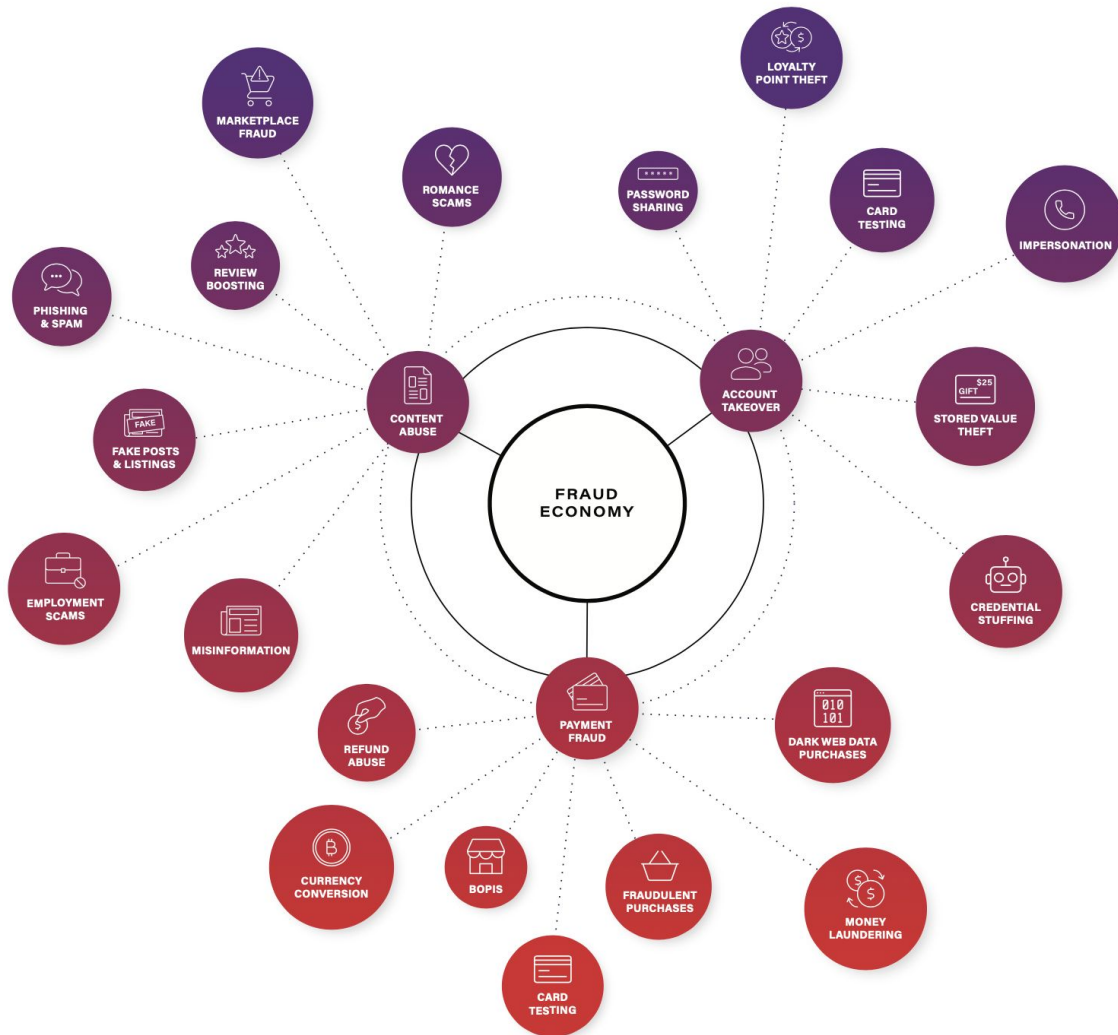 LOYALTY
POINT THEFT
MARKETPLACE
FRAUD
ROMANCE
SCAMS
PASSWORD
SHARING
CARD
TESTING
IMPERSONATION
REVIEW
BOOSTING
PHISHING
& SPAM
CONTENT
ABUSE
ACCOUNT
TAKEOVER
$25
GIFT
STORED VALUE
THEFT
FAKE
FAKE POSTS
& LISTINGS
FRAUD
ECONOMY
EMPLOYMENT
SCAMS
MISINFORMATION
CREDENTIAL
STUFFING
PAYMENT
FRAUD
REFUND
ABUSE
010
101
DARK WEB DATA
PURCHASES
CURRENCY
CONVERSION
BOPIS
FRAUDULENT
PURCHASES
MONEY
LAUNDERING
CARD
TESTING